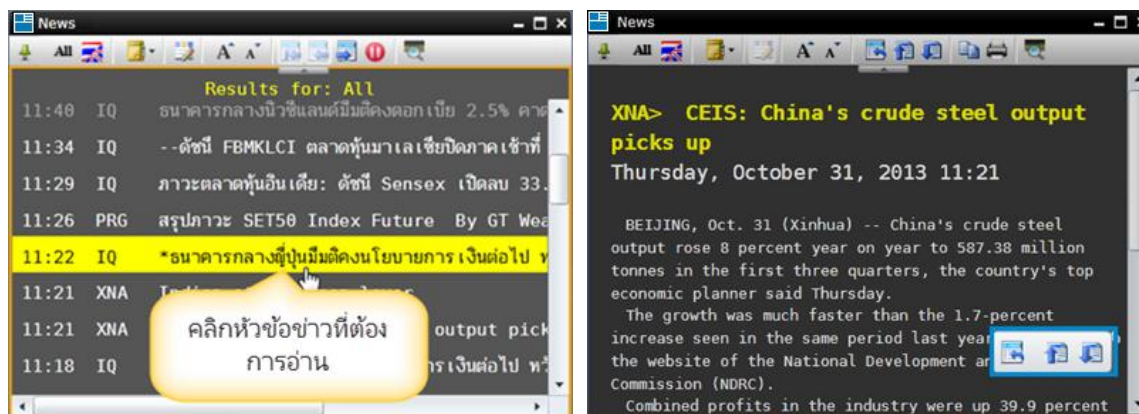 News
All
A A
Results for: All
11:40 IQ ธนาคารกลางนิวซีแลนด์มีมติคงดอกเบี้ย 2.5% คาด
11:34 IQ --ดัชนี FBMKLCI ตลาดหุ้นมาเลเซียปิดภาคเช้าที่
11:29 IQ ภาวะตลาดหุ้นอินเดีย: ดัชนี Sensex เปิดลบ 33.
11:26 PRG สรุปภาวะ SET50 Index Future By GT Wea
11:22 IQ *ธนาคารกลางญี่ปุ่นมีมติคงนโยบายการเงินต่อไป ท
11:21 XNA
11:21 XNA output pick
11:18 IQ ารเงินต่อไป หวั
คลิกหัวข้อข่าวที่ต้อง
การอ่าน
News
All
A A
XNA> CEIS: China's crude steel output
picks up
Thursday, October 31, 2013 11:21
BEIJING, Oct. 31 (Xinhua) -- China's crude steel
output rose 8 percent year on year to 587.38 million
tonnes in the first three quarters, the country's top
economic planner said Thursday.
The growth was much faster than the 1.7-percent
increase seen in the same period last year
the website of the National Development an
Commission (NDRC).
Combined profits in the industry were up 39.9 percent